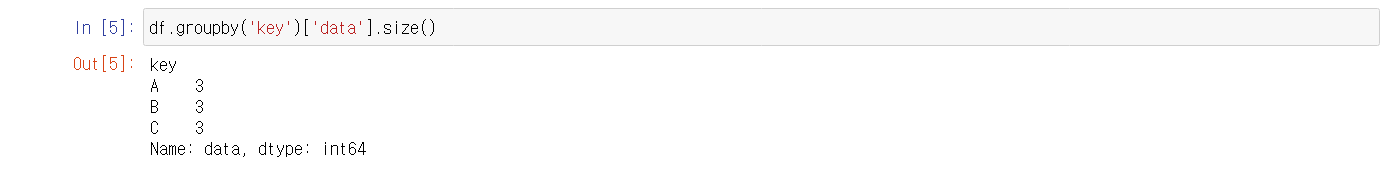 In [5]: df.groupby('key')['data'].size()
Out[5]: key
A    3
B    3
C    3
Name: data, dtype: int64